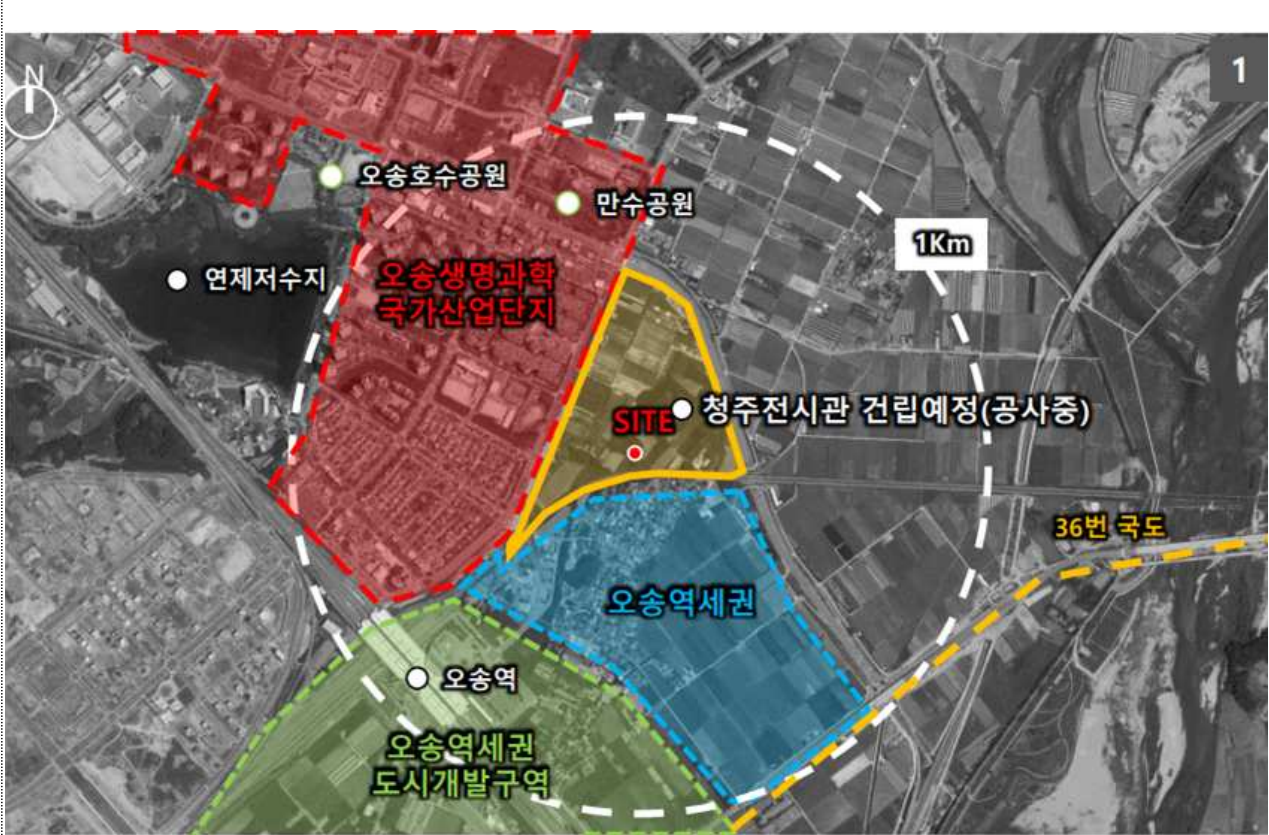 1
N
오송호수공원
만수공원
1Km
연제저수지
오송생명과학
국가산업단지
SITE
청주전시관 건립예정(공사중)
36번 국도
오송역세권
오송역
오송역세권
도시개발구역